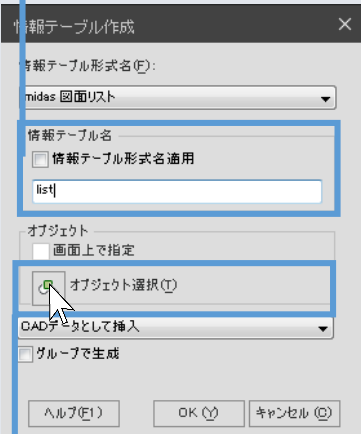 情報テーブル作成
情報テーブル形式名(F):
midas 図面リスト
情報テーブル名
情報テーブル形式名適用
list
オブジェクト
画面上で指定
オブジェクト選択(T)
CADデータとして挿入
グループで生成
ヘルプ(F1) OK (Y) キャンセル (C)